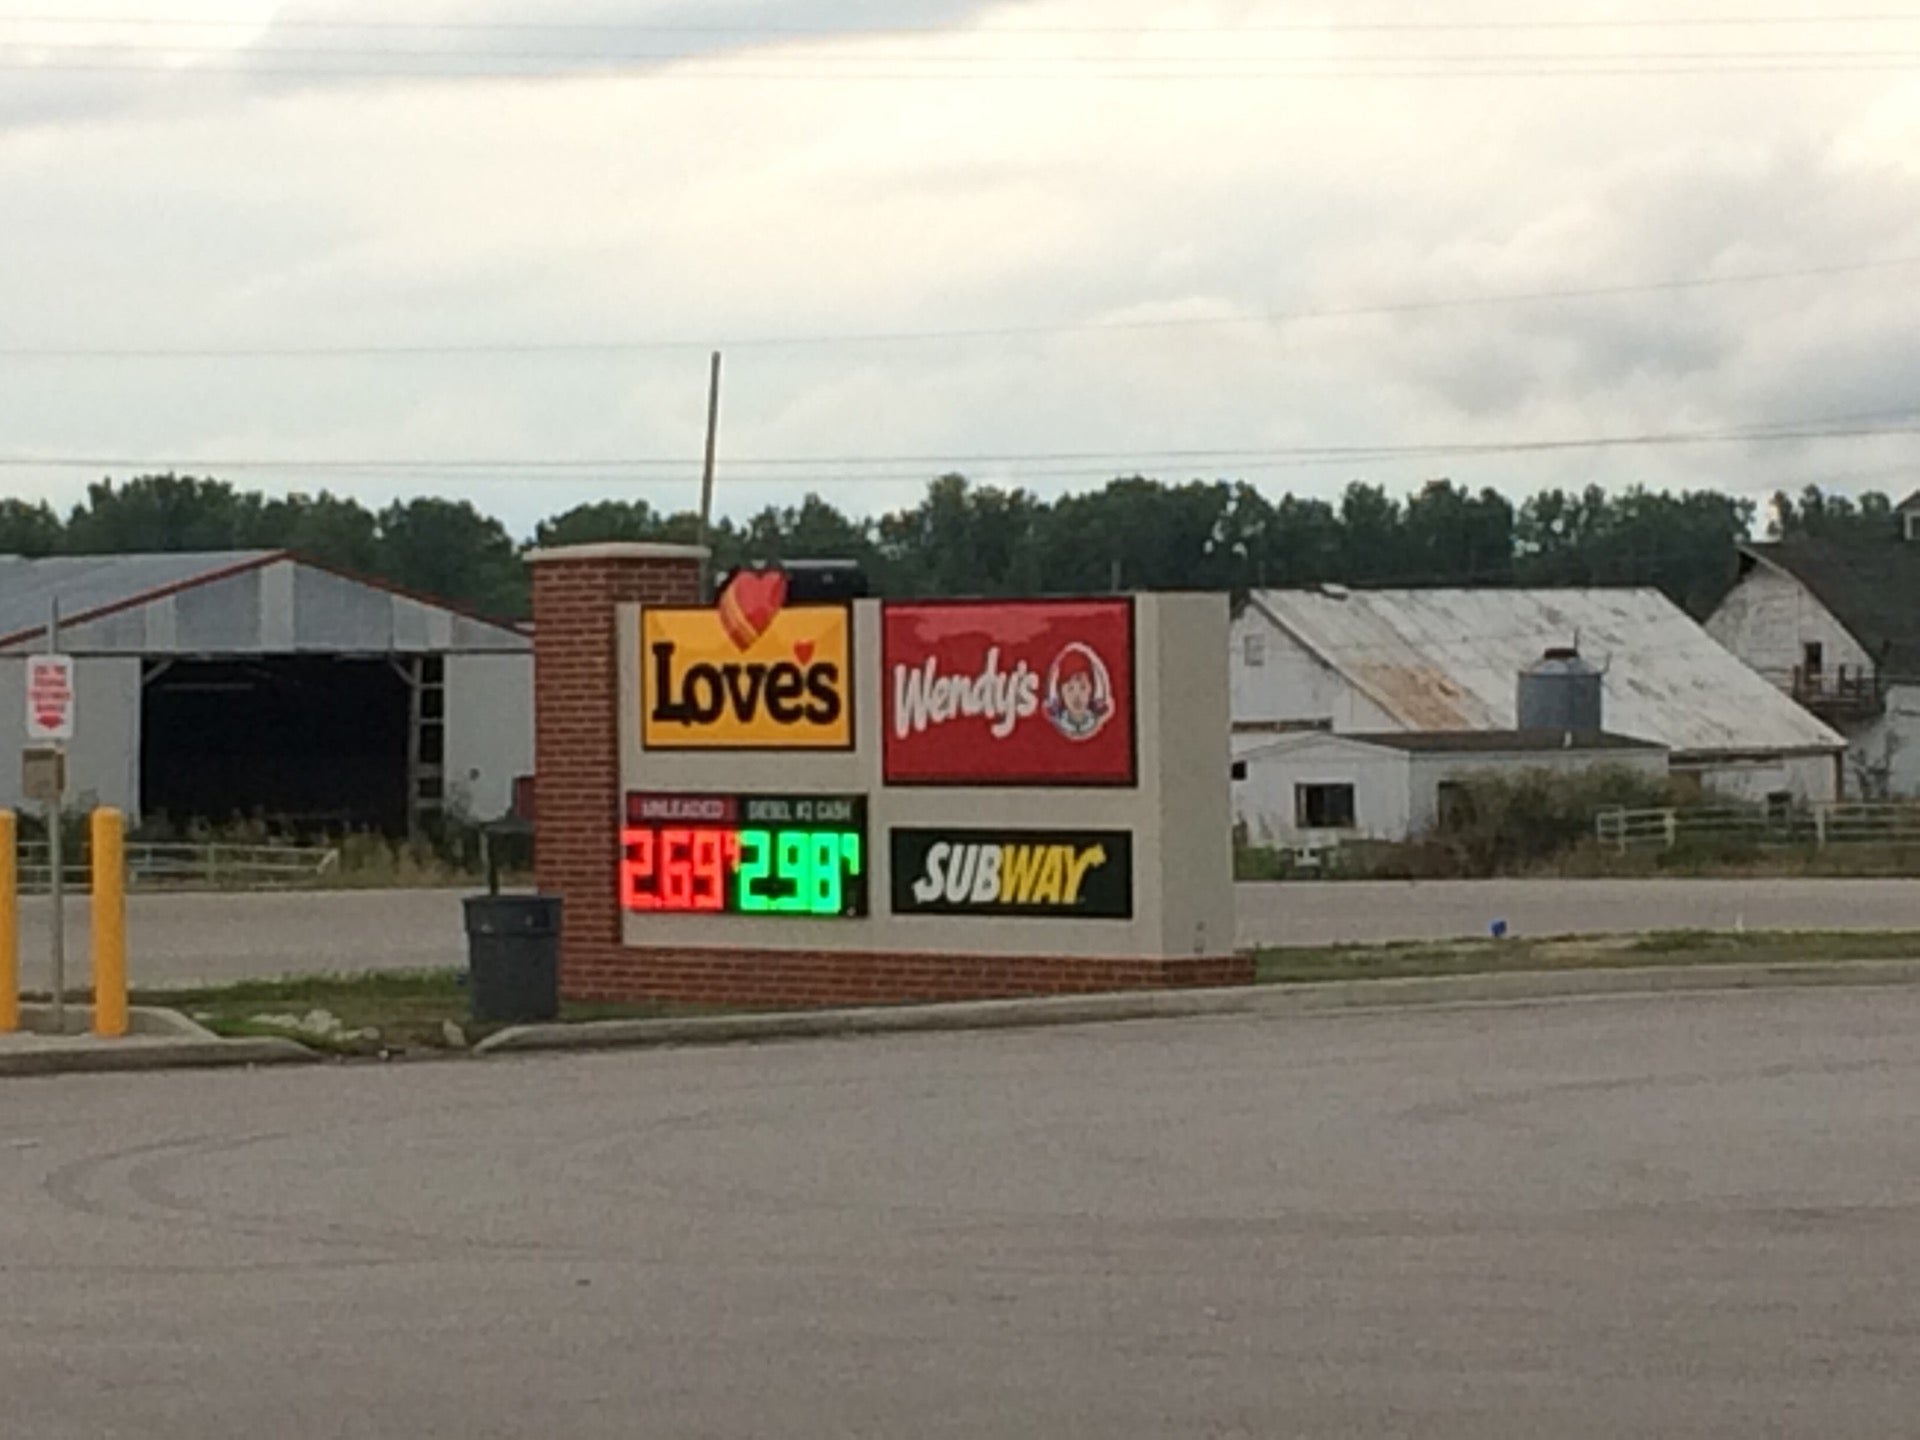 Love's
Wendy's
UNLEADED DIESEL #2 CASH
2.69 2.98
SUBWAY